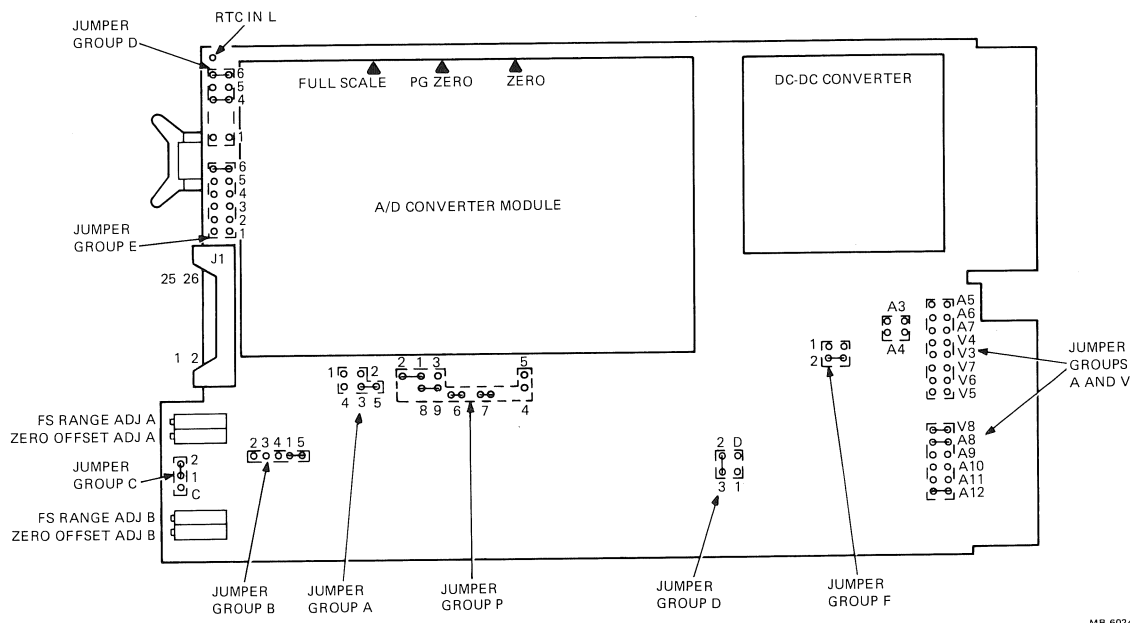 RTC IN L
JUMPER
GROUP D
6
5
4
1
FULL SCALE
PG ZERO
ZERO
DC-DC CONVERTER
A/D CONVERTER MODULE
6
5
4
3
2
1
JUMPER
GROUP E
J1
25 26
1 2
A3
A4
A5
A6
A7
V4
V3
V7
V6
V5
JUMPER
GROUPS
A AND V
V8
A8
A9
A10
A11
A12
1
2
1 2
4 3 5
2 1 3
8 9 6 7
5
4
FS RANGE ADJ A
ZERO OFFSET ADJ A
2 3 4 1 5
JUMPER
GROUP C
2
1
C
2 D
3 1
FS RANGE ADJ B
ZERO OFFSET ADJ B
JUMPER
GROUP B
JUMPER
GROUP A
JUMPER
GROUP P
JUMPER
GROUP D
JUMPER
GROUP F